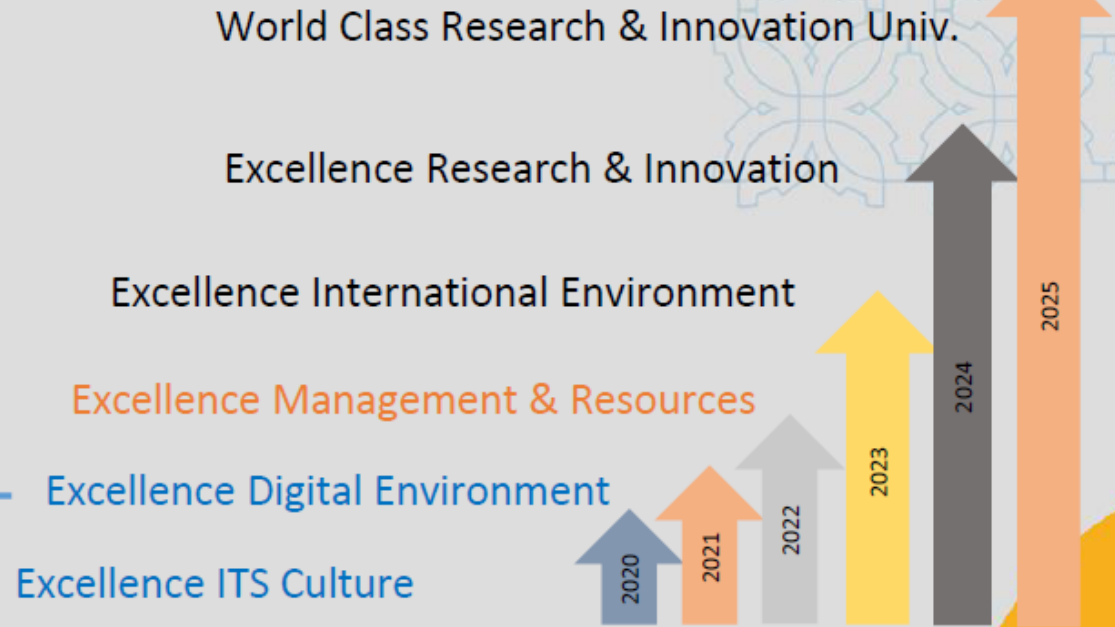 World Class Research & Innovation Univ.
Excellence Research & Innovation
Excellence International Environment
Excellence Management & Resources
Excellence Digital Environment
Excellence ITS Culture
2020
2021
2022
2023
2024
2025